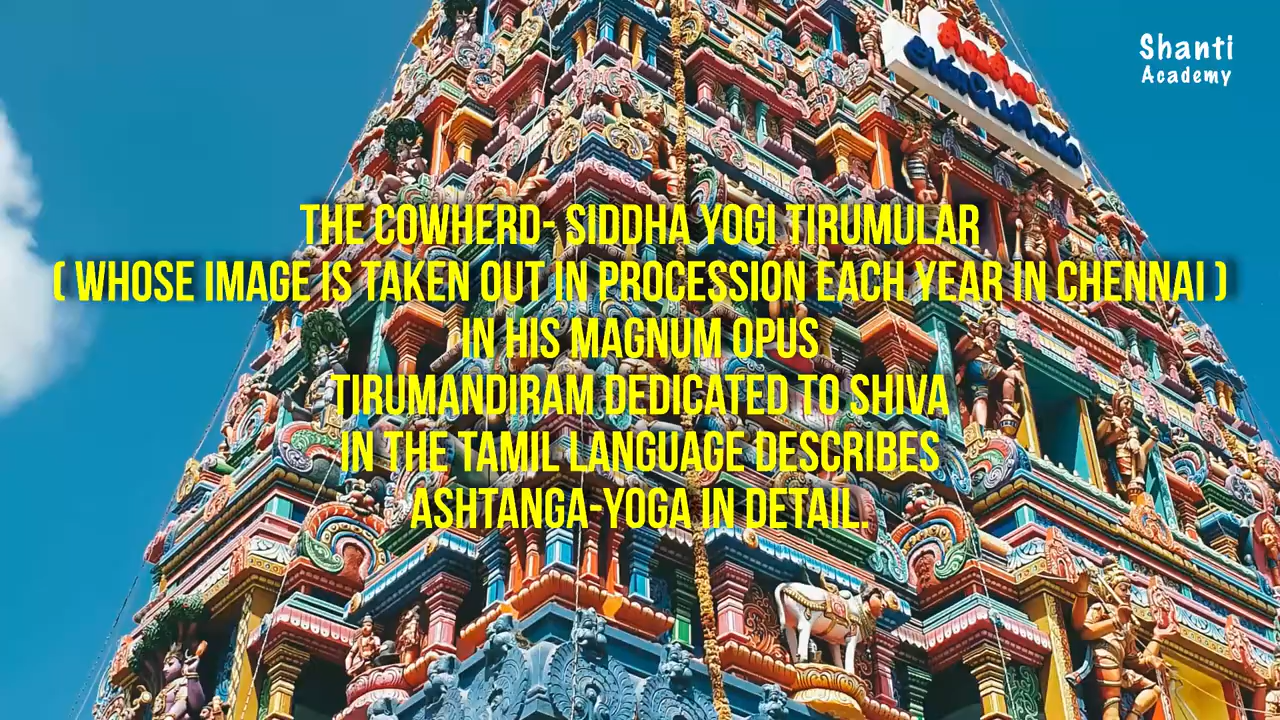 Shanti
Academy
THE COWHERD- SIDDHA YOGI TIRUMULAR
( WHOSE IMAGE IS TAKEN OUT IN PROCESSION EACH YEAR IN CHENNAI )
IN HIS MAGNUM OPUS
TIRUMANDIRAM DEDICATED TO SHIVA
IN THE TAMIL LANGUAGE DESCRIBES
ASHTANGA-YOGA IN DETAIL.